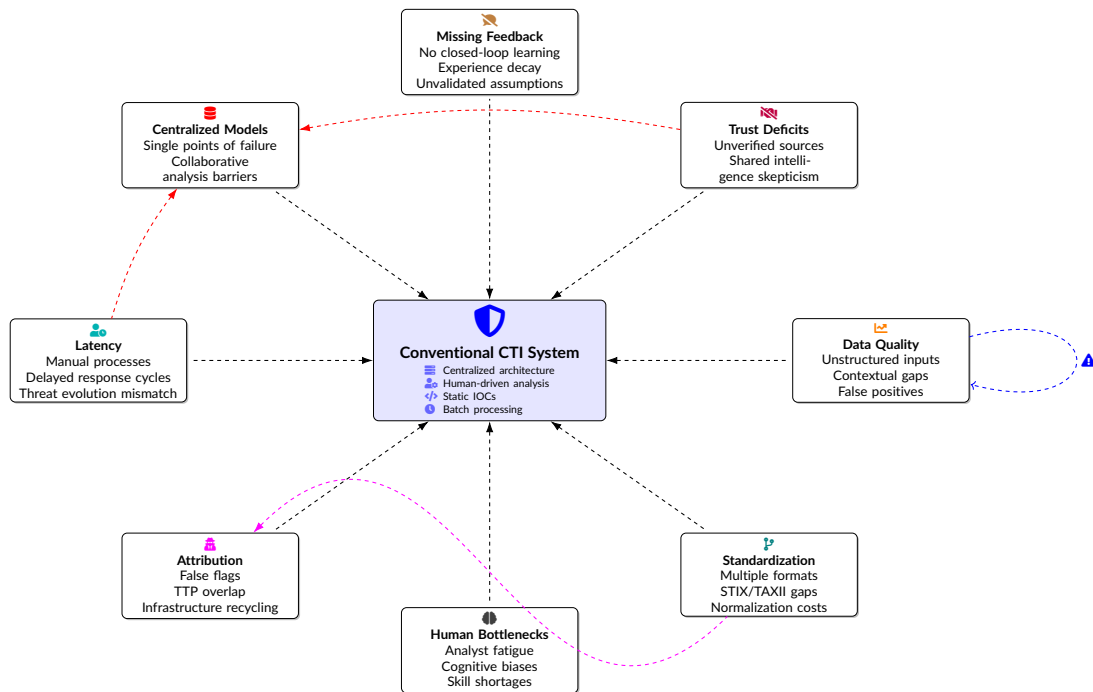 Missing Feedback
No closed-loop learning
Experience decay
Unvalidated assumptions
Centralized Models
Single points of failure
Collaborative
analysis barriers
Trust Deficits
Unverified sources
Shared intelli-
gence skepticism
Latency
Manual processes
Delayed response cycles
Threat evolution mismatch
Conventional CTI System
Centralized architecture
Human-driven analysis
Static IOCs
Batch processing
Data Quality
Unstructured inputs
Contextual gaps
False positives
Attribution
False flags
TTP overlap
Infrastructure recycling
Human Bottlenecks
Analyst fatigue
Cognitive biases
Skill shortages
Standardization
Multiple formats
STIX/TAXII gaps
Normalization costs